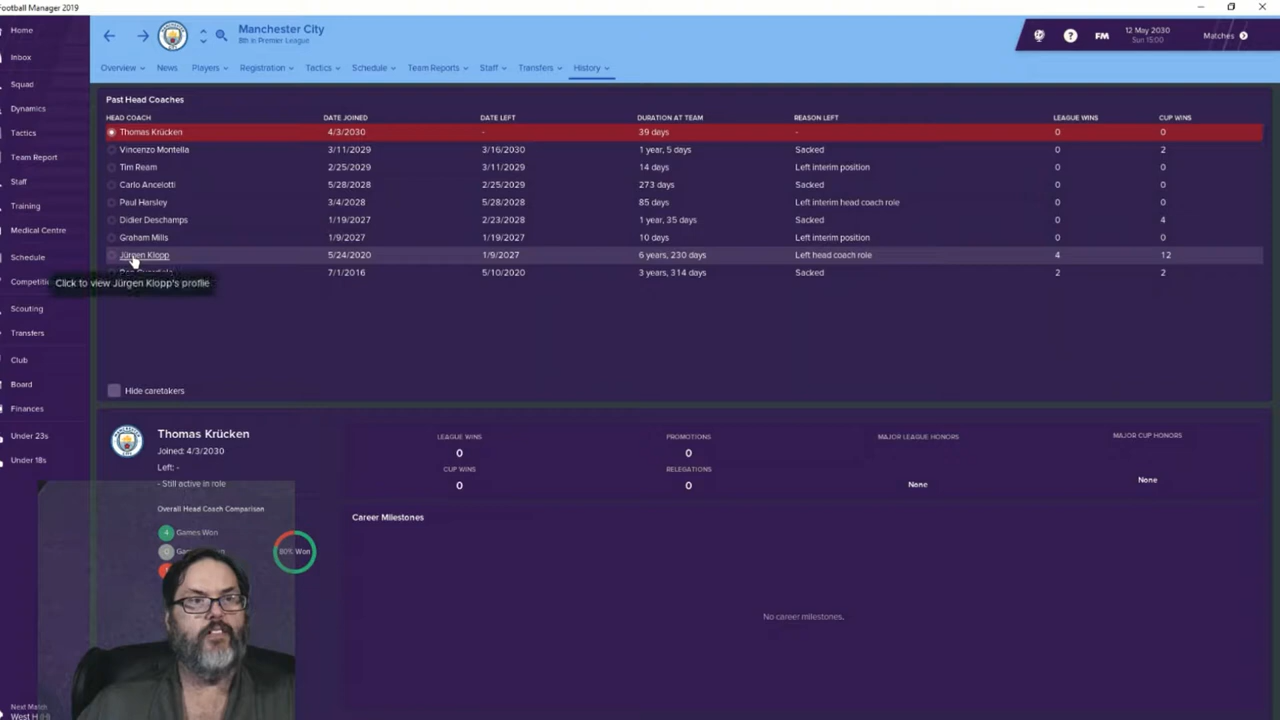 Football Manager 2019
Home
Inbox
Squad
Dynamics
Tactics
Team Report
Staff
Training
Medical Centre
Schedule
Competiti
Scouting
Transfers
Club
Board
Finances
Under 23s
Under 18s
Next Match
West H (H)
Manchester City
8th in Premier League
FM
12 May 2030
Sun 15:00
Matches
Overview
News
Players
Registration
Tactics
Schedule
Team Reports
Staff
Transfers
History
Past Head Coaches
HEAD COACH DATE JOINED DATE LEFT DURATION AT TEAM REASON LEFT LEAGUE WINS CUP WINS
Thomas Krücken 4/3/2030 - 39 days - 0 0
Vincenzo Montella 3/11/2029 3/16/2030 1 year, 5 days Sacked 0 2
Tim Ream 2/25/2029 3/11/2029 14 days Left interim position 0 0
Carlo Ancelotti 5/28/2028 2/25/2029 273 days Sacked 0 0
Paul Harsley 3/4/2028 5/28/2028 85 days Left interim head coach role 0 0
Didier Deschamps 1/19/2027 2/23/2028 1 year, 35 days Sacked 0 4
Graham Mills 1/9/2027 1/19/2027 10 days Left interim position 0 0
Jürgen Klopp 5/24/2020 1/9/2027 6 years, 230 days Left head coach role 4 12
7/1/2016 5/10/2020 3 years, 314 days Sacked 2 2
Click to view Jürgen Klopp's profile
Hide caretakers
Thomas Krücken
Joined: 4/3/2030
Left: -
- Still active in role
Overall Head Coach Comparison
4 Games Won
0
80% Won
LEAGUE WINS
0
CUP WINS
0
PROMOTIONS
0
RELEGATIONS
0
MAJOR LEAGUE HONORS
None
MAJOR CUP HONORS
None
Career Milestones
No career milestones.